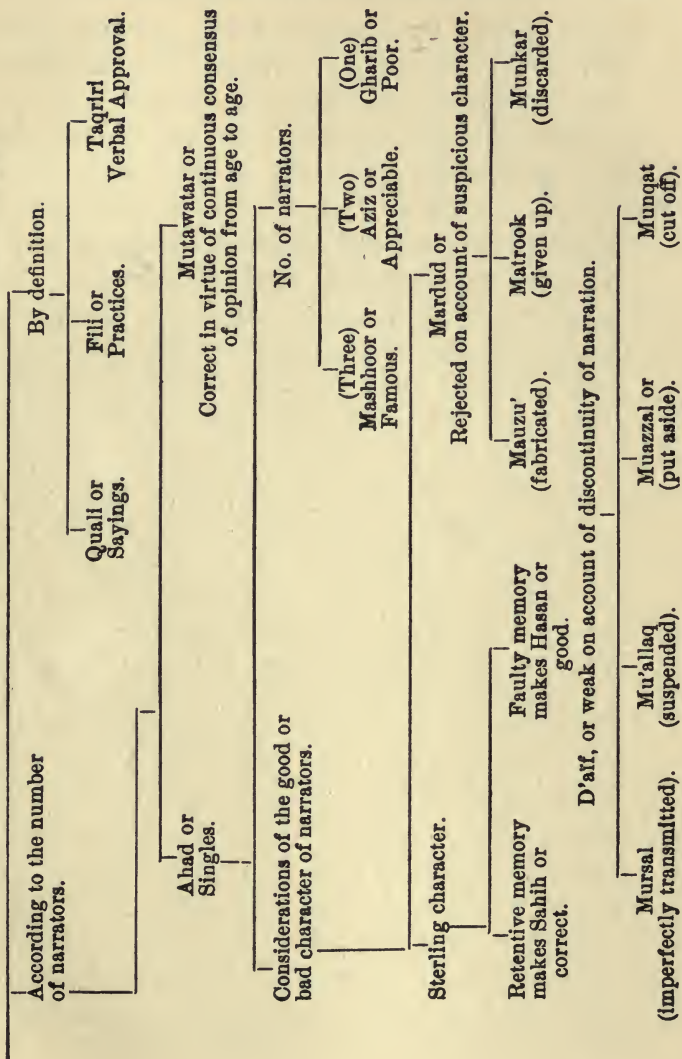 According to the number
of narrators.
By definition.
Quali or
Sayings.
Fili or
Practices.
Taqriri
Verbal Approval.
Ahad or
Singles.
Mutawatar or
Correct in virtue of continuous consensus
of opinion from age to age.
Considerations of the good or
bad character of narrators.
No. of narrators.
(Three)
Mashhoor or
Famous.
(Two)
Aziz or
Appreciable.
(One)
Gharib or
Poor.
Sterling character.
Mardud or
Rejected on account of suspicious character.
Retentive memory
makes Sahih or
correct.
Faulty memory
makes Hasan or
good.
Mauzu'
(fabricated).
Matrook
(given up).
Munkar
(discarded).
D'aïf, or weak on account of discontinuity of narration.
Mursal
(imperfectly transmitted).
Mu'allaq
(suspended).
Muazzal or
(put aside).
Munqat
(cut off).